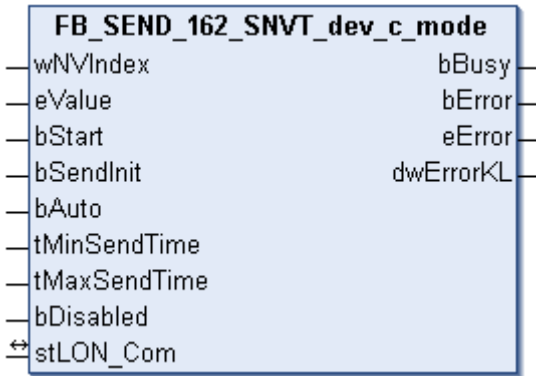 FB_SEND_162_SNVT_dev_c_mode
wNVIndex bBusy
eValue bError
bStart eError
bSendInit dwErrorKL
bAuto
tMinSendTime
tMaxSendTime
bDisabled
stLON_Com